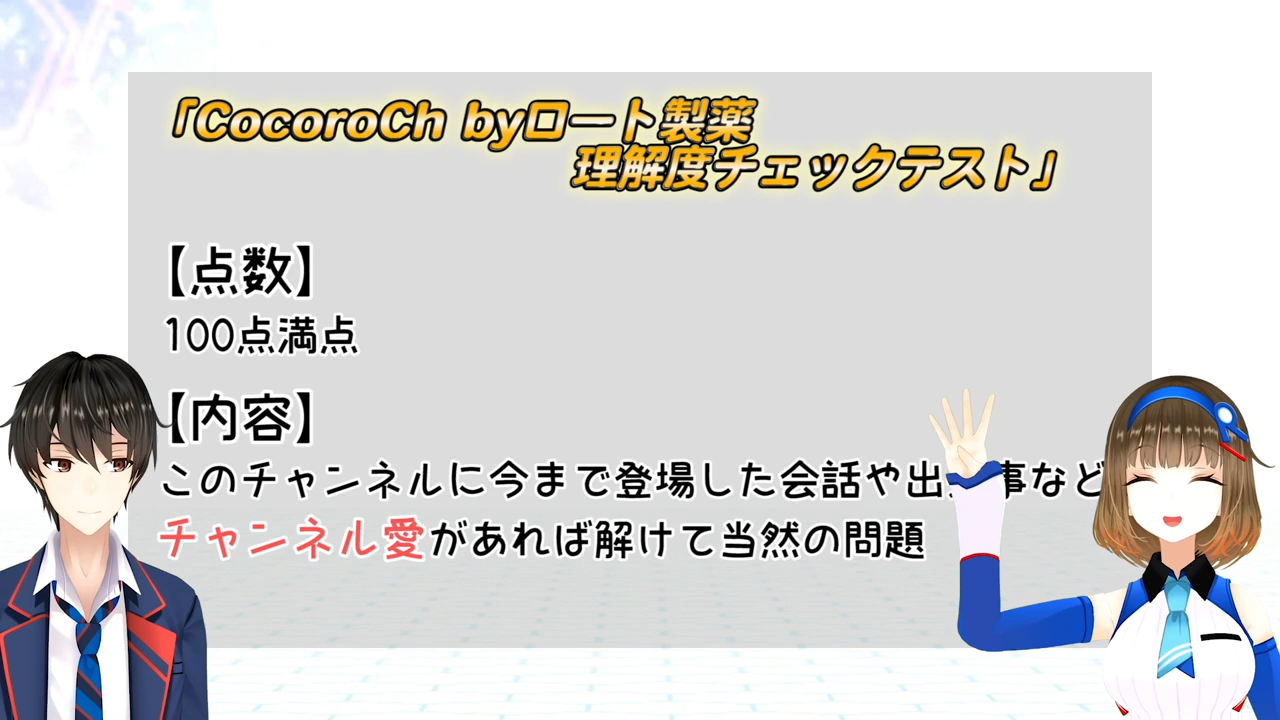 「CocoroCh byロート製薬
理解度チェックテスト」
【点数】
100点満点
【内容】
このチャンネルに今まで登場した会話や出 事など
チャンネル愛があれば解けて当然の問題